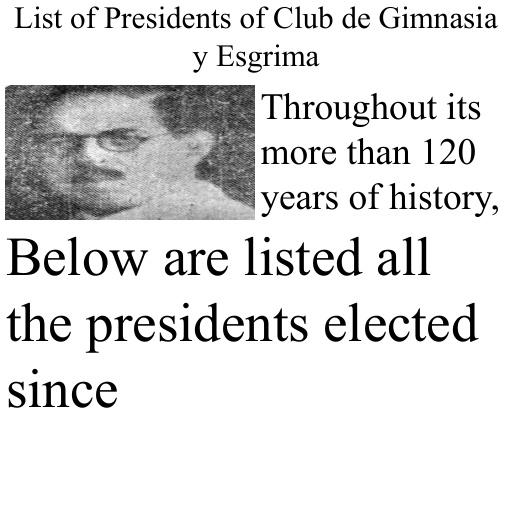 List of Presidents of Club de Gimnasia
y Esgrima
Throughout its
more than 120
years of history,
Below are listed all
the presidents elected
since